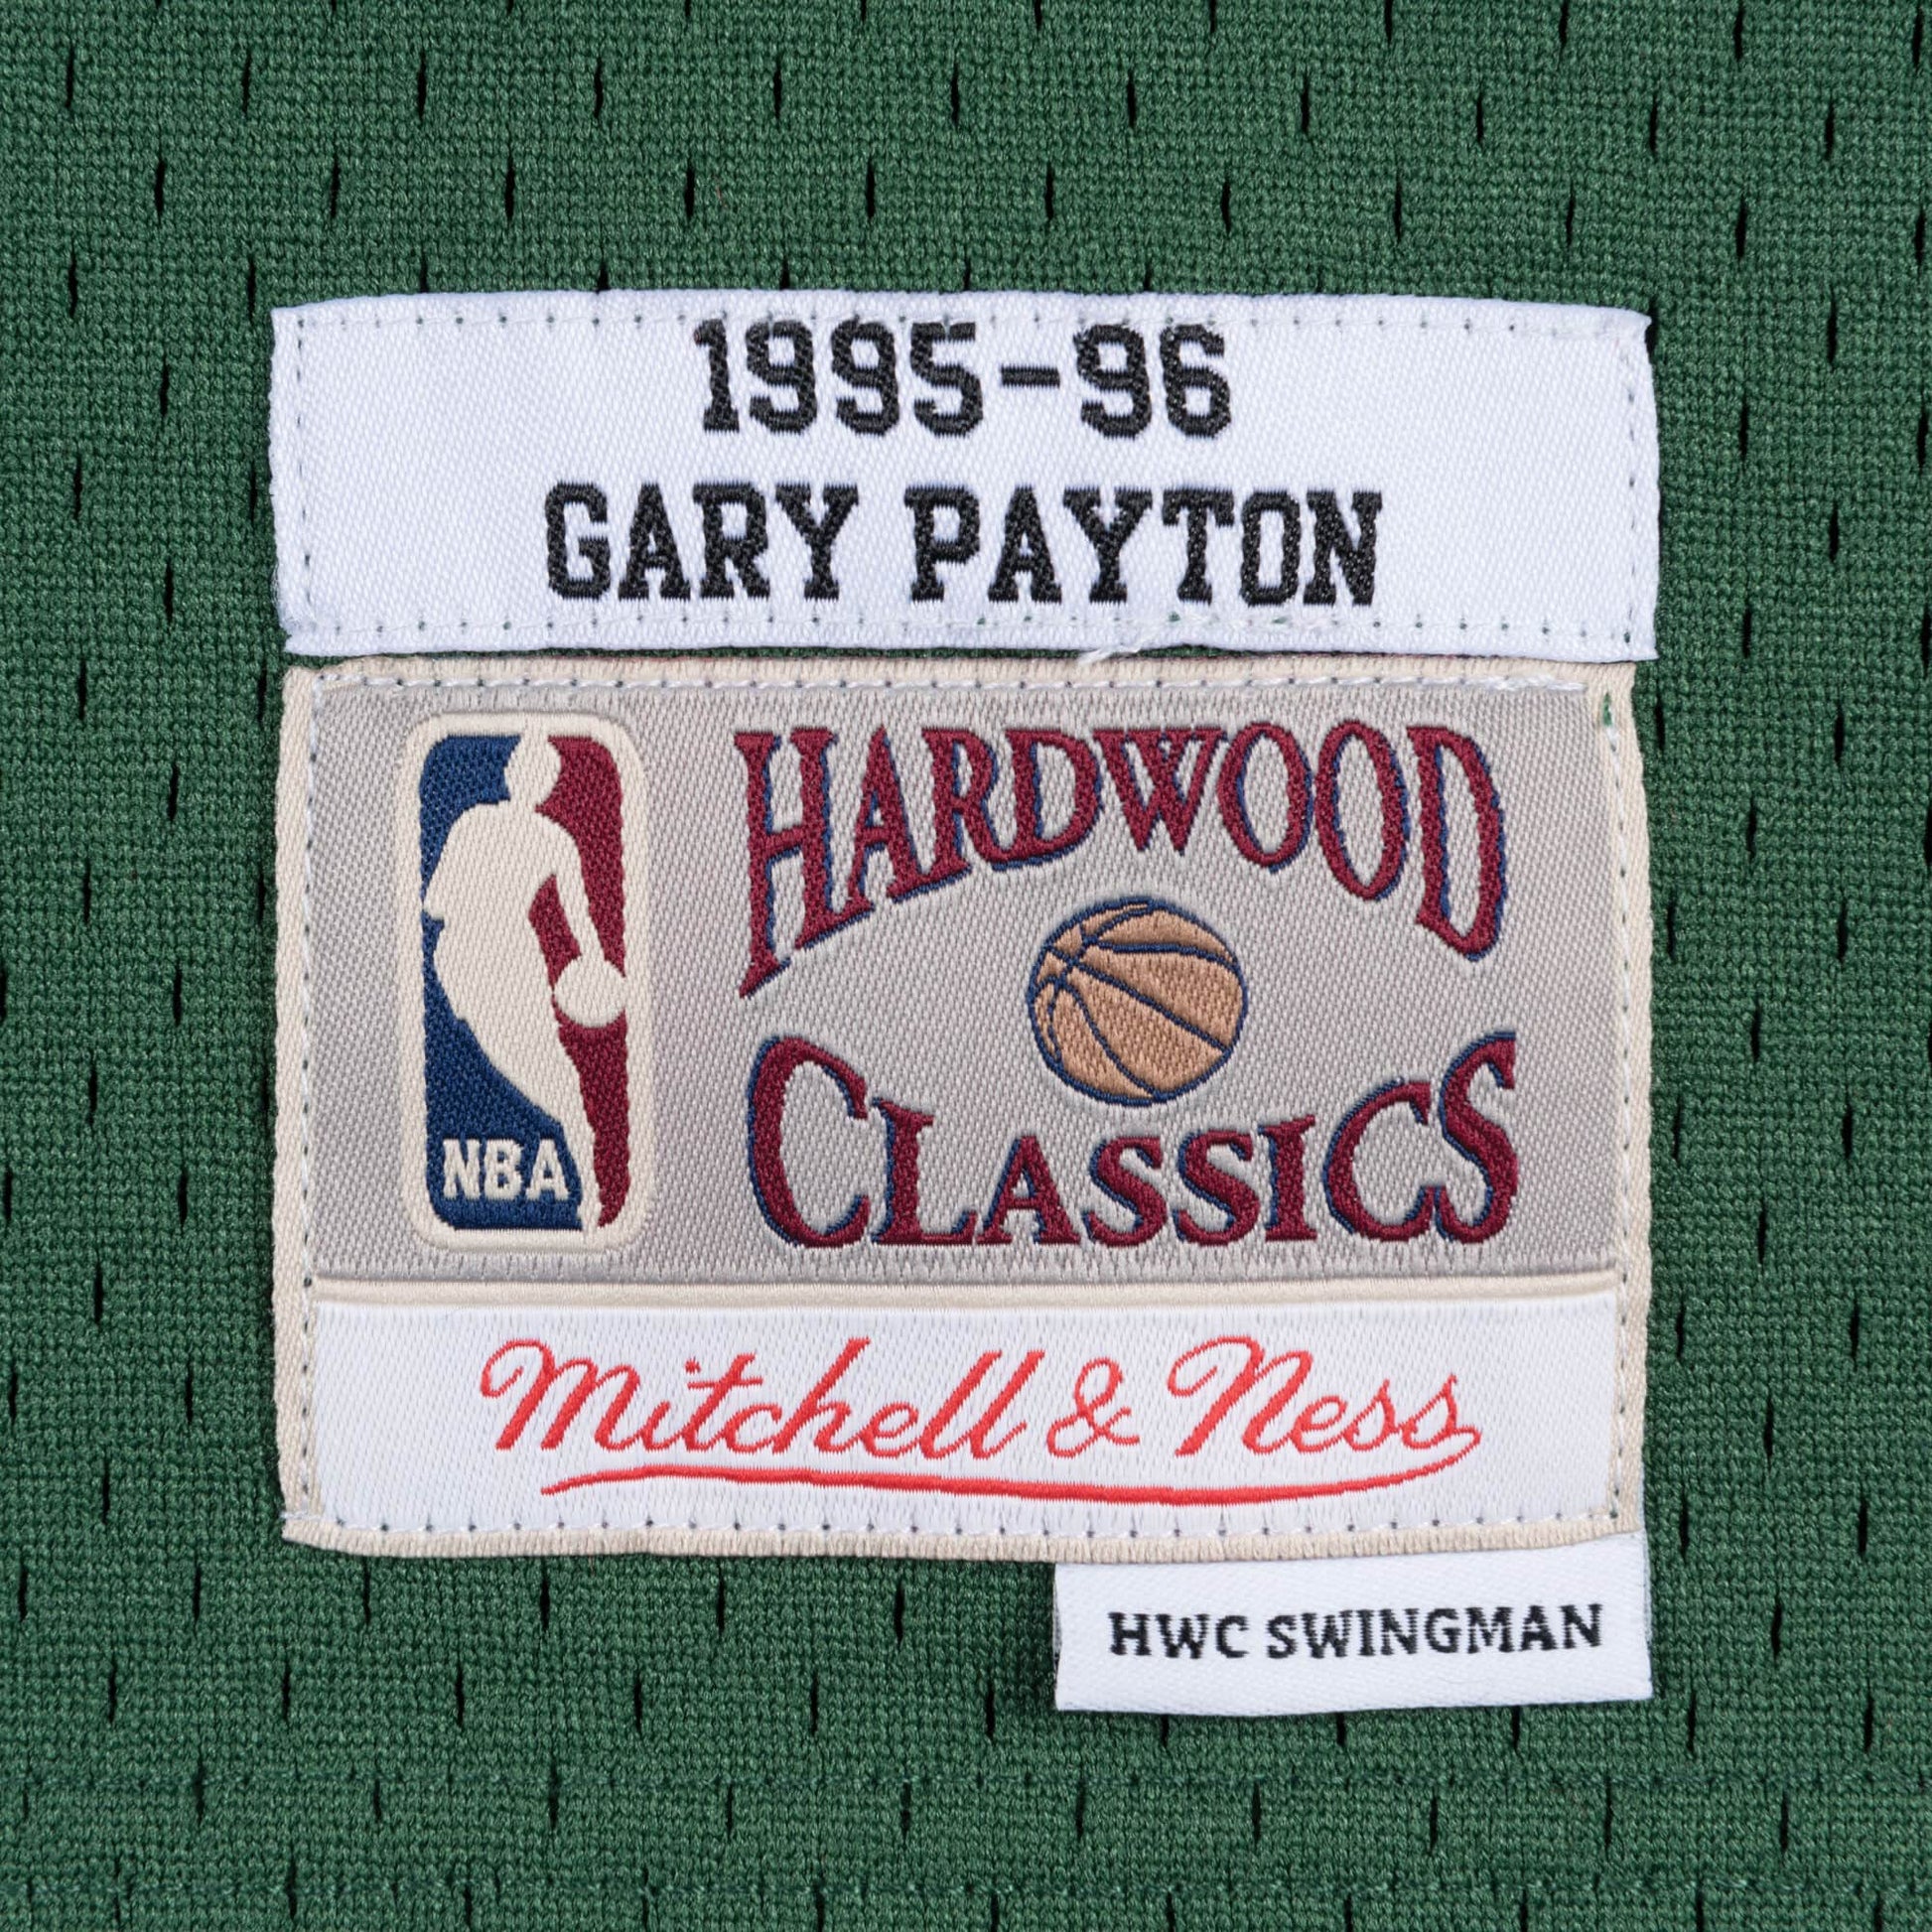 1995-96
GARY PAYTON
HARDWOOD
CLASSICS
NBA
Mitchell & Ness
HWC SWINGMAN